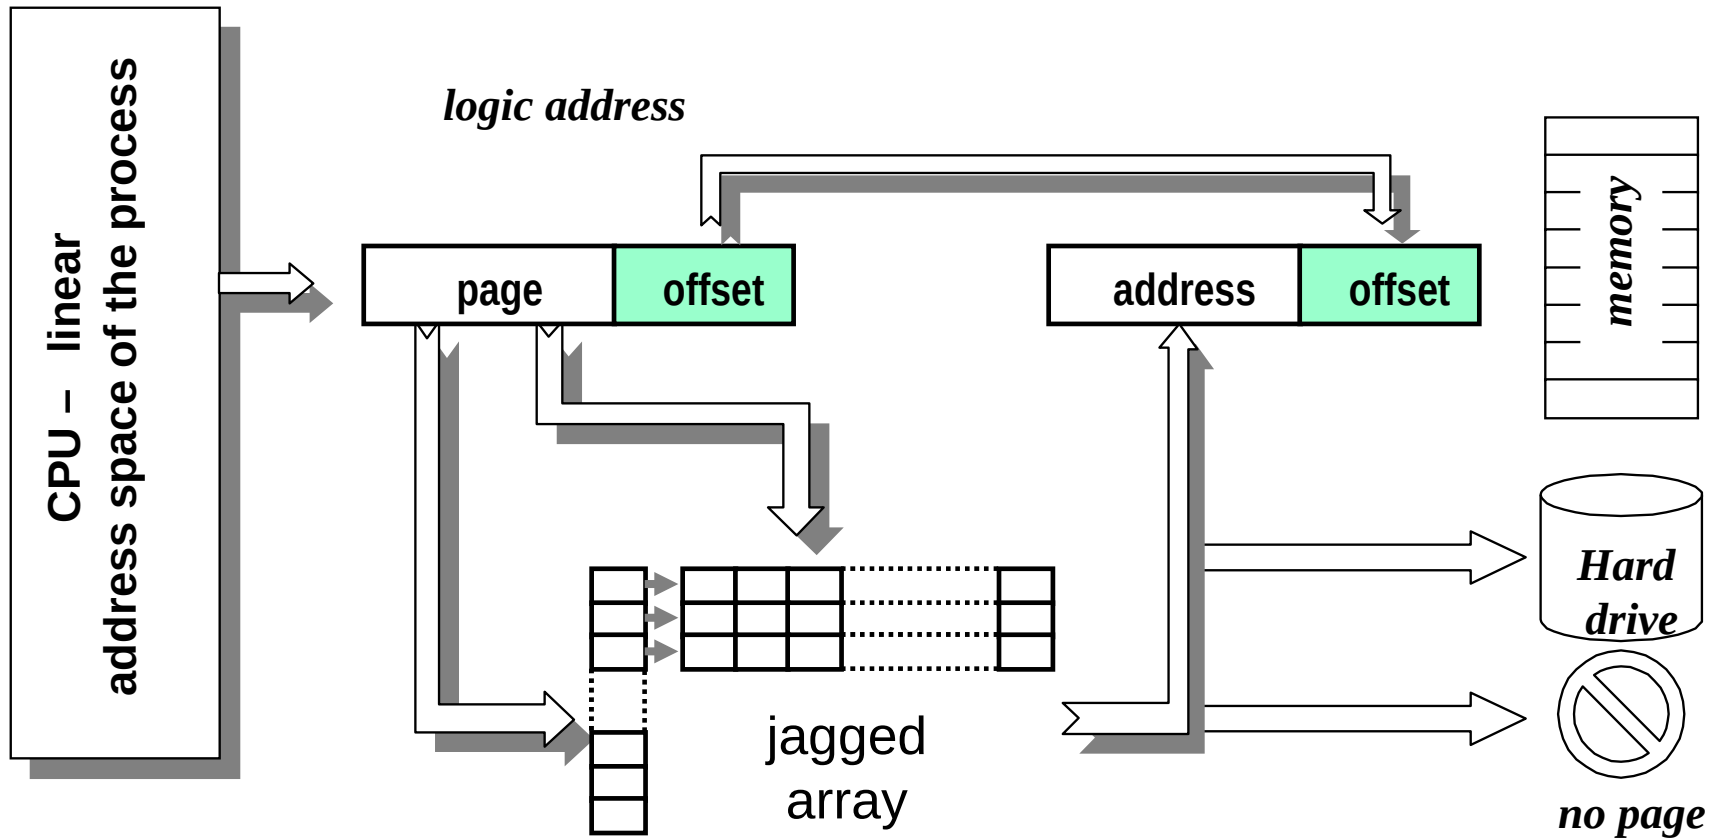 CPU – linear
address space of the process
logic address
page
offset
address
offset
memory
jagged
array
Hard
drive
no page